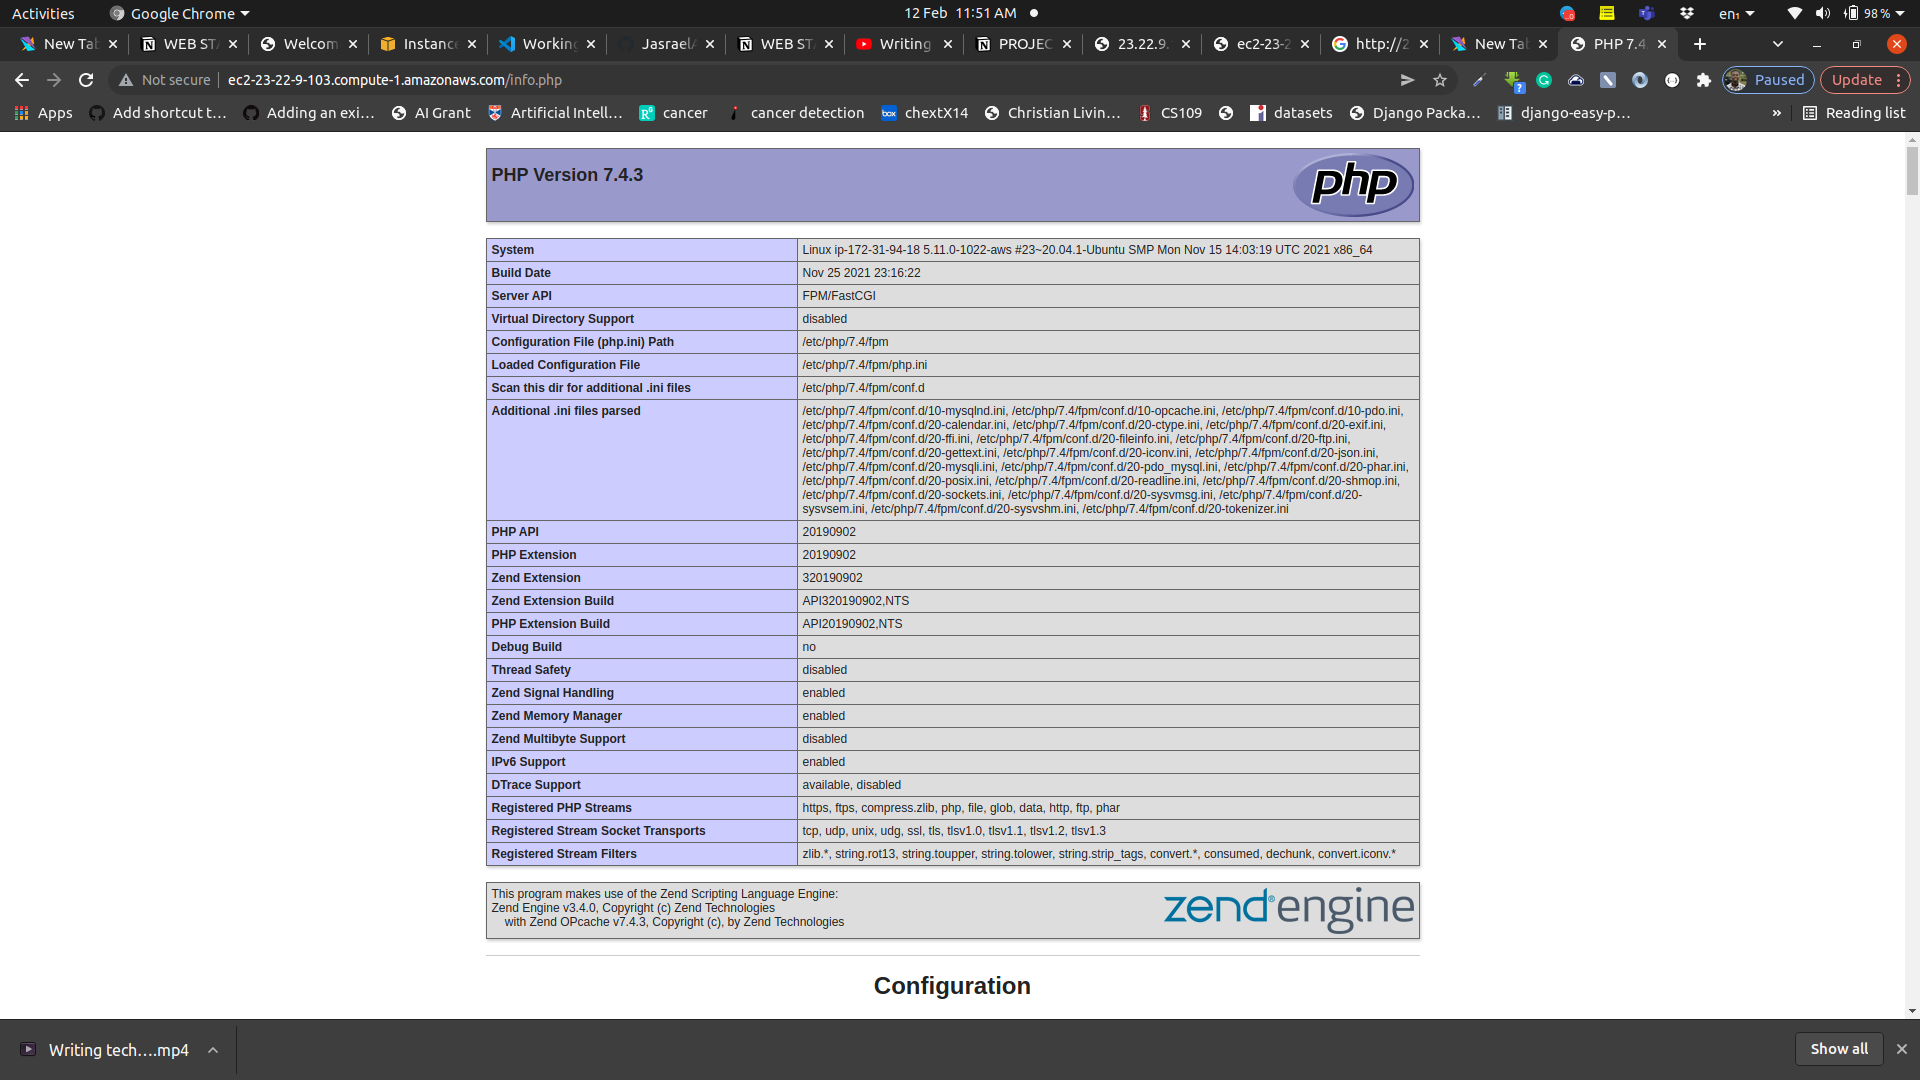 Activities Google Chrome 12 Feb 11:51 AM en₁ 98 %
New Tab WEB STA Welcom Instance Working JasraelA WEB STA Writing PROJEC 23.22.9. ec2-23-2 http://2 New Tab PHP 7.4
Not secure ec2-23-22-9-103.compute-1.amazonaws.com/info.php Paused Update
Apps Add shortcut t... Adding an exi... AI Grant Artificial Intell... cancer cancer detection box chextX14 Christian Livin... CS109 datasets Django Packa... django-easy-p... » Reading list
PHP Version 7.4.3 php
System Linux ip-172-31-94-18 5.11.0-1022-aws #23~20.04.1-Ubuntu SMP Mon Nov 15 14:03:19 UTC 2021 x86_64
Build Date Nov 25 2021 23:16:22
Server API FPM/FastCGI
Virtual Directory Support disabled
Configuration File (php.ini) Path /etc/php/7.4/fpm
Loaded Configuration File /etc/php/7.4/fpm/php.ini
Scan this dir for additional .ini files /etc/php/7.4/fpm/conf.d
Additional .ini files parsed /etc/php/7.4/fpm/conf.d/10-mysqlnd.ini, /etc/php/7.4/fpm/conf.d/10-opcache.ini, /etc/php/7.4/fpm/conf.d/10-pdo.ini,
/etc/php/7.4/fpm/conf.d/20-calendar.ini, /etc/php/7.4/fpm/conf.d/20-ctype.ini, /etc/php/7.4/fpm/conf.d/20-exif.ini,
/etc/php/7.4/fpm/conf.d/20-ffi.ini, /etc/php/7.4/fpm/conf.d/20-fileinfo.ini, /etc/php/7.4/fpm/conf.d/20-ftp.ini,
/etc/php/7.4/fpm/conf.d/20-gettext.ini, /etc/php/7.4/fpm/conf.d/20-iconv.ini, /etc/php/7.4/fpm/conf.d/20-json.ini,
/etc/php/7.4/fpm/conf.d/20-mysqli.ini, /etc/php/7.4/fpm/conf.d/20-pdo_mysql.ini, /etc/php/7.4/fpm/conf.d/20-phar.ini,
/etc/php/7.4/fpm/conf.d/20-posix.ini, /etc/php/7.4/fpm/conf.d/20-readline.ini, /etc/php/7.4/fpm/conf.d/20-shmop.ini,
/etc/php/7.4/fpm/conf.d/20-sockets.ini, /etc/php/7.4/fpm/conf.d/20-sysvmsg.ini, /etc/php/7.4/fpm/conf.d/20-
sysvsem.ini, /etc/php/7.4/fpm/conf.d/20-sysvshm.ini, /etc/php/7.4/fpm/conf.d/20-tokenizer.ini
PHP API 20190902
PHP Extension 20190902
Zend Extension 320190902
Zend Extension Build API320190902,NTS
PHP Extension Build API20190902,NTS
Debug Build no
Thread Safety disabled
Zend Signal Handling enabled
Zend Memory Manager enabled
Zend Multibyte Support disabled
IPv6 Support enabled
DTrace Support available, disabled
Registered PHP Streams https, ftps, compress.zlib, php, file, glob, data, http, ftp, phar
Registered Stream Socket Transports tcp, udp, unix, udg, ssl, tls, tlsv1.0, tlsv1.1, tlsv1.2, tlsv1.3
Registered Stream Filters zlib.*, string.rot13, string.toupper, string.tolower, string.strip_tags, convert.*, consumed, dechunk, convert.iconv.*
This program makes use of the Zend Scripting Language Engine:
Zend Engine v3.4.0, Copyright (c) Zend Technologies
with Zend OPcache v7.4.3, Copyright (c), by Zend Technologies
zend®engine
Configuration
Writing tech....mp4 Show all